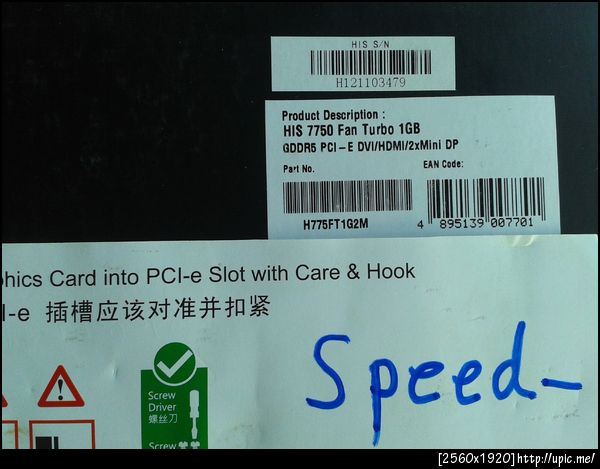 HIS S/N
H121103479
Product Description :
HIS 7750 Fan Turbo 1GB
GDDR5 PCI-E DVI/HDMI/2xMini DP
Part No.
EAN Code:
H775FT1G2M
4 895139 007701
phics Card into PCI-e Slot with Care & Hook
I-e 插槽应该对准并扣紧
Screw
Driver
螺丝刀
Screw
Speed_
[2560x1920]http://upic.me/